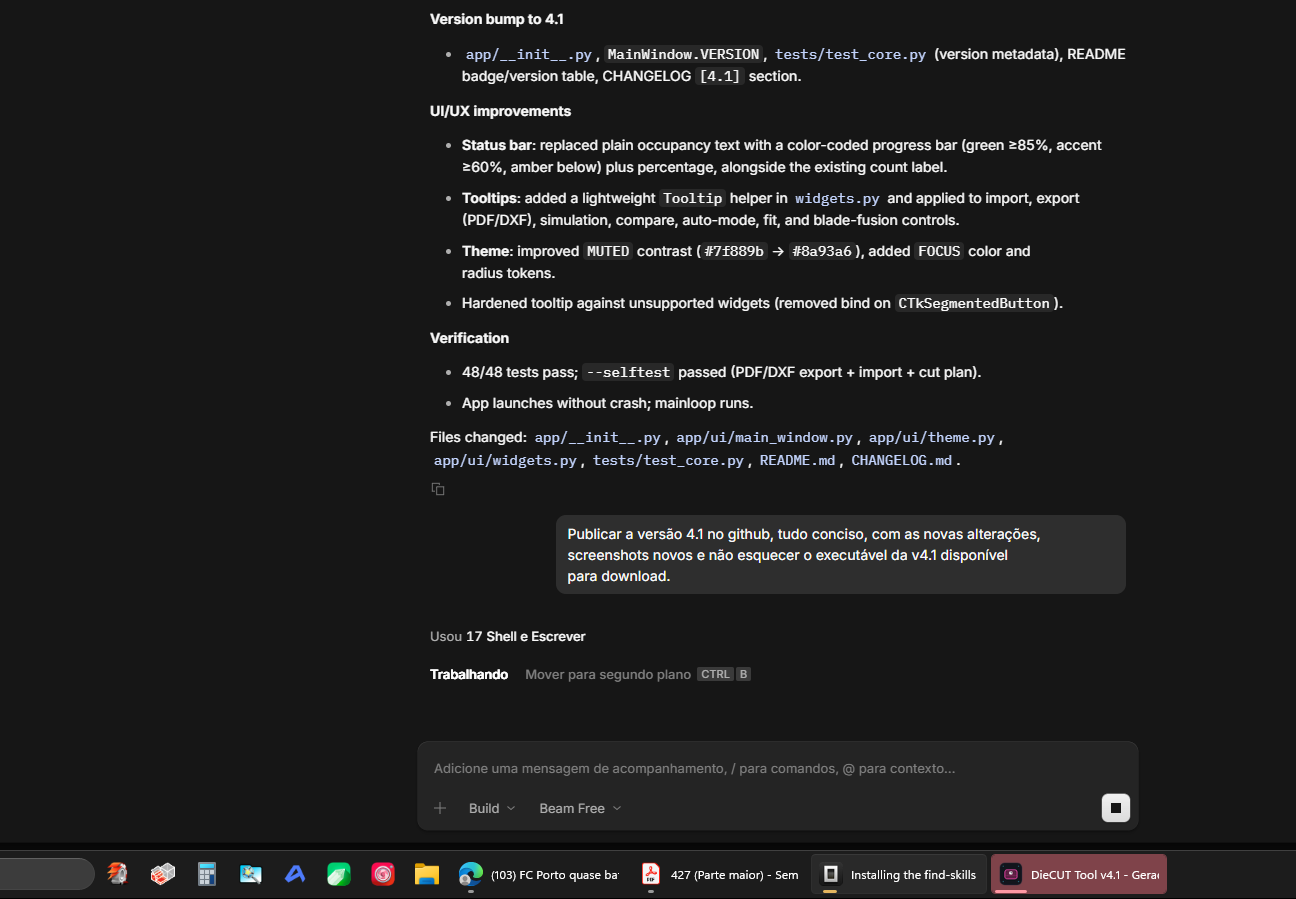 Version bump to 4.1
app/__init__.py, MainWindow.VERSION, tests/test_core.py (version metadata), README
badge/version table, CHANGELOG [4.1] section.
UI/UX improvements
Status bar: replaced plain occupancy text with a color-coded progress bar (green ≥85%, accent
≥60%, amber below) plus percentage, alongside the existing count label.
Tooltips: added a lightweight Tooltip helper in widgets.py and applied to import, export
(PDF/DXF), simulation, compare, auto-mode, fit, and blade-fusion controls.
Theme: improved MUTED contrast (#7f889b → #8a93a6), added FOCUS color and
radius tokens.
Hardened tooltip against unsupported widgets (removed bind on CTkSegmentedButton).
Verification
48/48 tests pass; --selftest passed (PDF/DXF export + import + cut plan).
App launches without crash; mainloop runs.
Files changed: app/__init__.py, app/ui/main_window.py, app/ui/theme.py,
app/ui/widgets.py, tests/test_core.py, README.md, CHANGELOG.md.
Publicar a versão 4.1 no github, tudo conciso, com as novas alterações,
screenshots novos e não esquecer o executável da v4.1 disponível
para download.
Usou 17 Shell e Escrever
Trabalhando Mover para segundo plano CTRL B
Adicione uma mensagem de acompanhamento, / para comandos, @ para contexto...
Build Beam Free
(103) FC Porto quase ba 427 (Parte maior) - Sem Installing the find-skills DieCUT Tool v4.1 - Gera